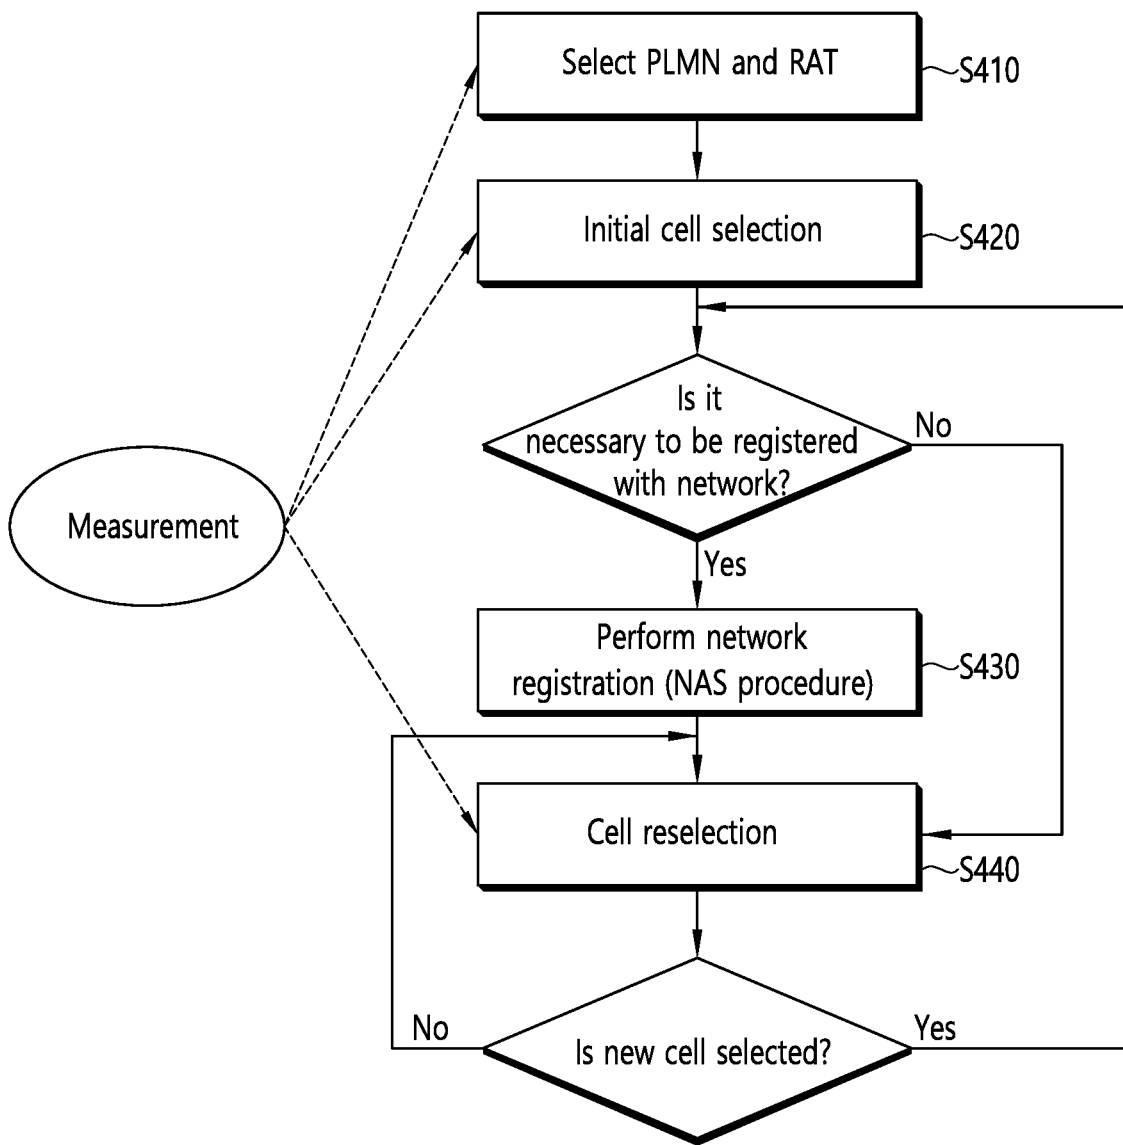 Select PLMN and RAT
S410
Initial cell selection
S420
Is it
necessary to be registered
with network?
No
Measurement
Yes
Perform network
registration (NAS procedure)
S430
Cell reselection
S440
No
Yes
Is new cell selected?